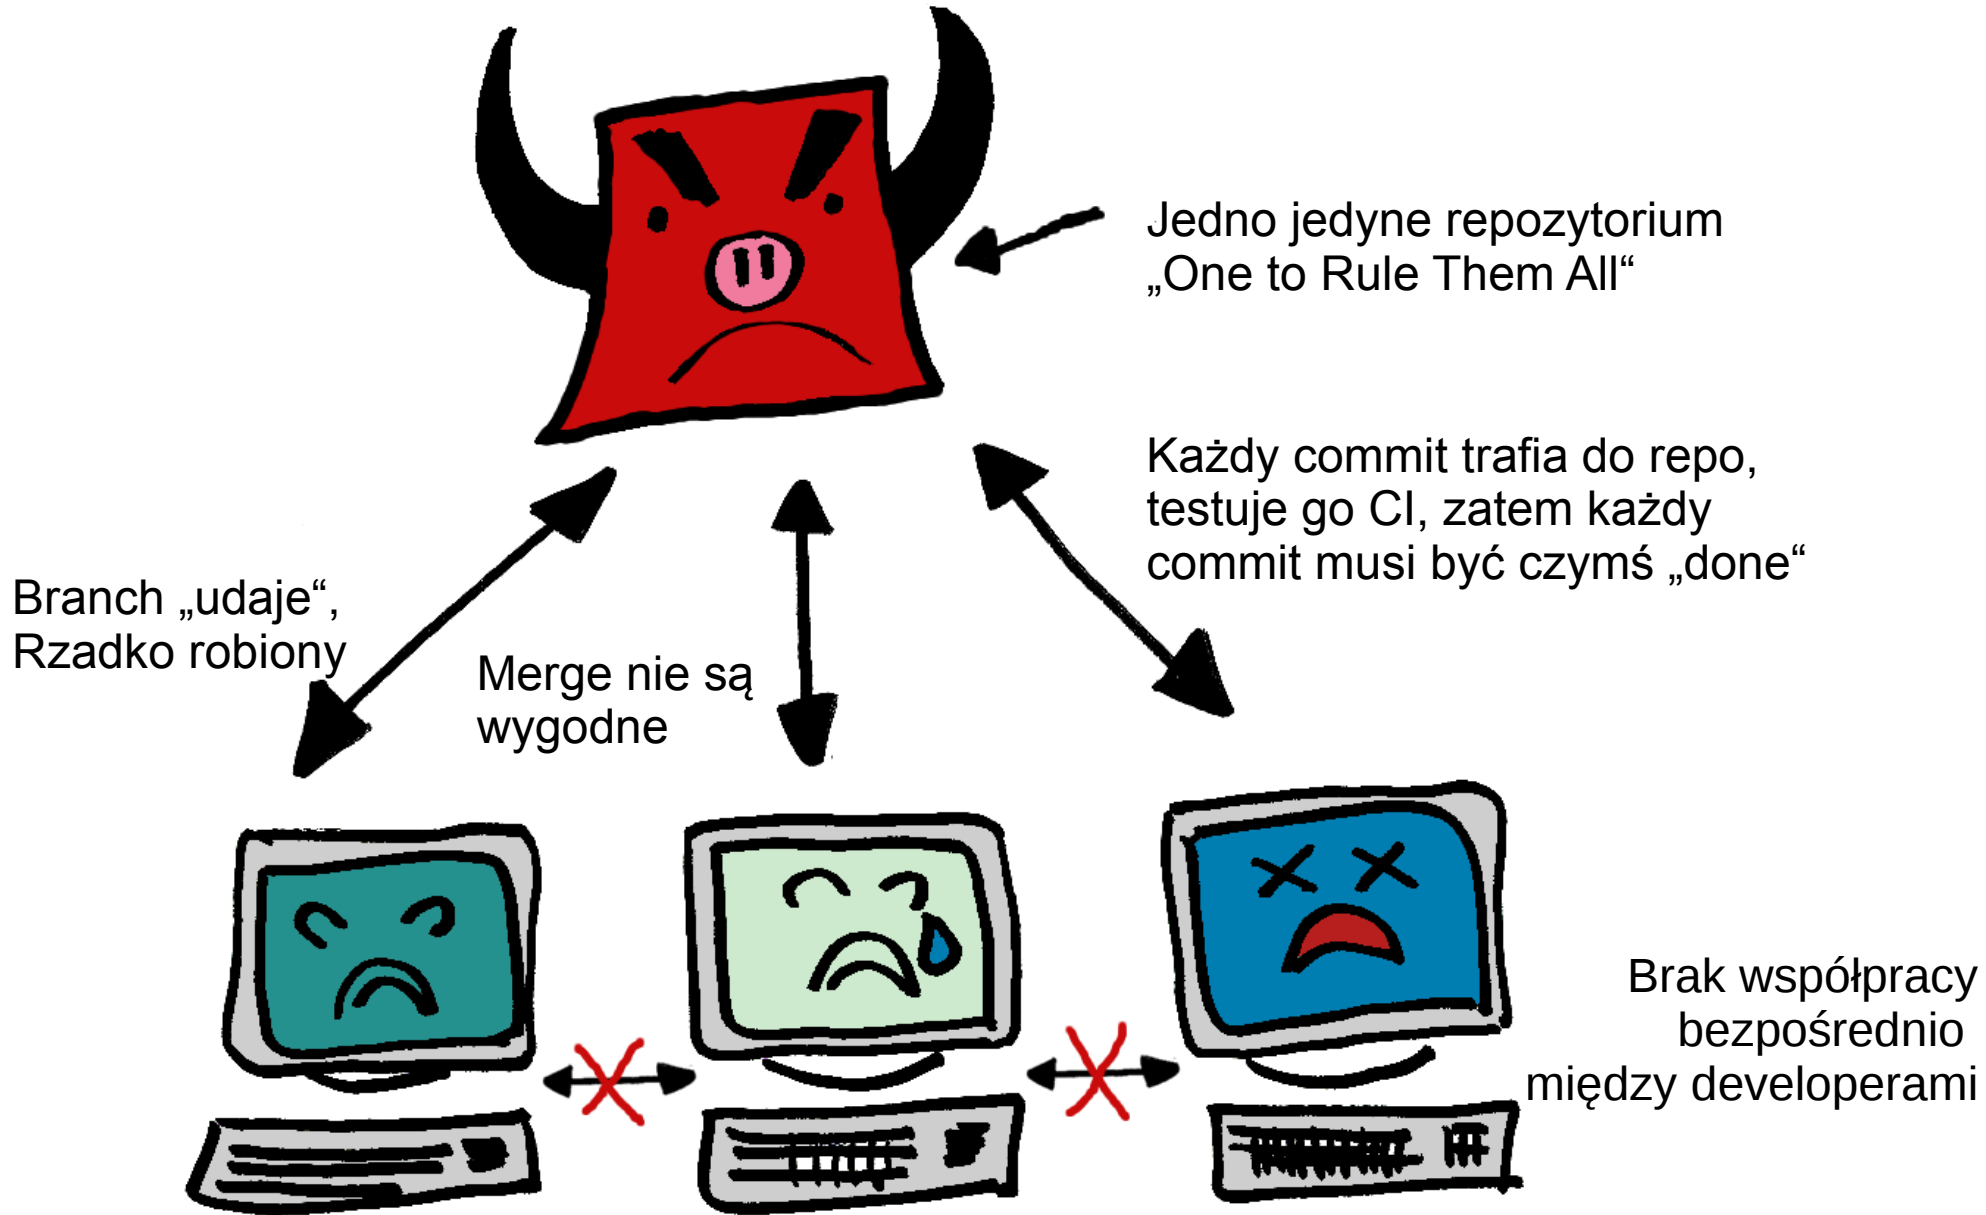 Jedno jedyne repozytorium
„One to Rule Them All“
Każdy commit trafia do repo,
testuje go CI, zatem każdy
commit musi być czymś „done“
Branch „udaje“,
Rzadko robiony
Merge nie są
wygodne
Brak współpracy
bezpośrednio
między developerami